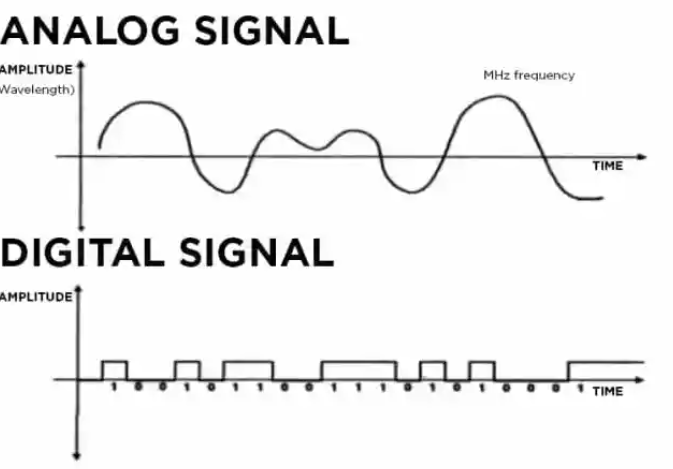 ANALOG SIGNAL
AMPLITUDE
Wavelength)
MHz frequency
TIME
DIGITAL SIGNAL
AMPLITUDE
1 0 0 1 0 1 1 0 0 1 1 1 0 1 0 1 0 0 0 1
TIME